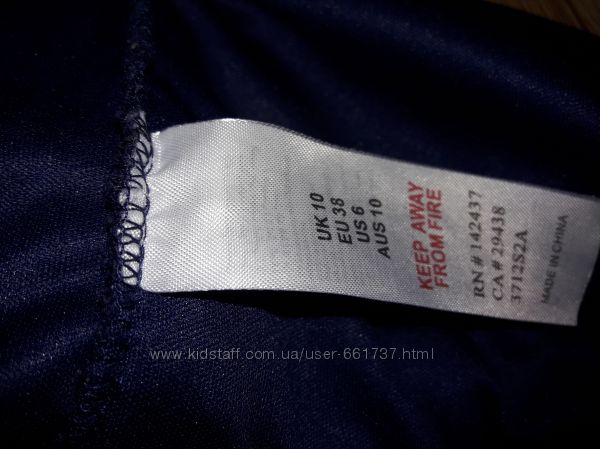 UK 10
EU 38
US 6
AUS 10
KEEP AWAY
FROM FIRE
RN # 142437
CA # 29438
3712S2A
MADE IN CHINA
www.kidstaff.com.ua/user-661737.html